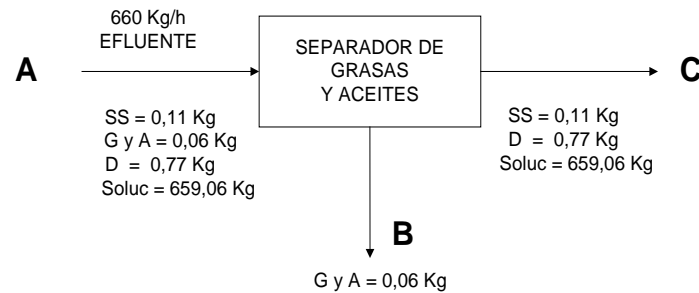 660 Kg/h
EFLUENTE
A
SEPARADOR DE
GRASAS
Y ACEITES
C
SS = 0,11 Kg
G y A = 0,06 Kg
D = 0,77 Kg
Soluc = 659,06 Kg
SS = 0,11 Kg
D = 0,77 Kg
Soluc = 659,06 Kg
B
G y A = 0,06 Kg